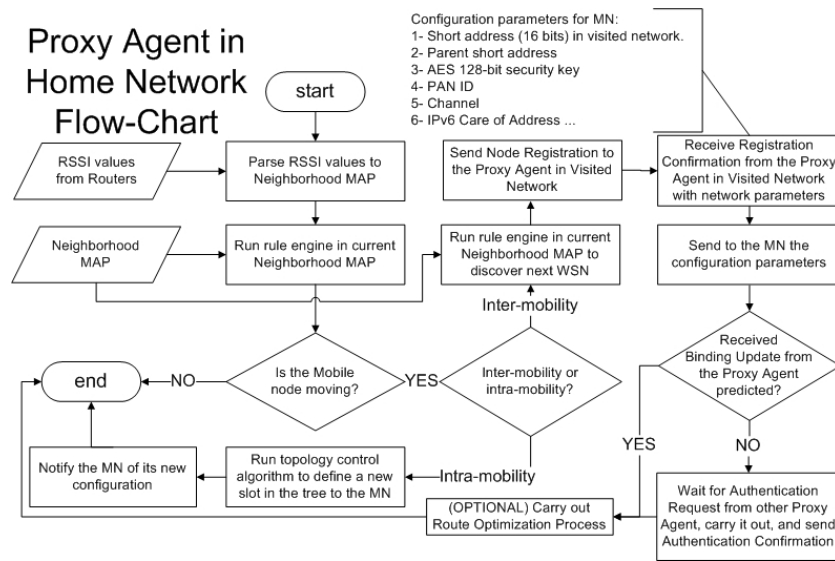 Proxy Agent in
Home Network
Flow-Chart
Configuration parameters for MN:
1- Short address (16 bits) in visited network.
2- Parent short address
3- AES 128-bit security key
4- PAN ID
5- Channel
6- IPv6 Care of Address ...
start
RSSI values
from Routers
Parse RSSI values to
Neighborhood MAP
Send Node Registration to
the Proxy Agent in Visited
Network
Receive Registration
Confirmation from the Proxy
Agent in Visited Network
with network parameters
Neighborhood
MAP
Run rule engine in current
Neighborhood MAP
Run rule engine in current
Neighborhood MAP to
discover next WSN
Send to the MN the
configuration parameters
Inter-mobility
end
NO
Is the Mobile
node moving?
YES
Inter-mobility or
intra-mobility?
Received
Binding Update from
the Proxy Agent
predicted?
YES
NO
Notify the MN of its new
configuration
Run topology control
algorithm to define a new
slot in the tree to the MN
Intra-mobility
(OPTIONAL) Carry out
Route Optimization Process
Wait for Authentication
Request from other Proxy
Agent, carry it out, and send
Authentication Confirmation